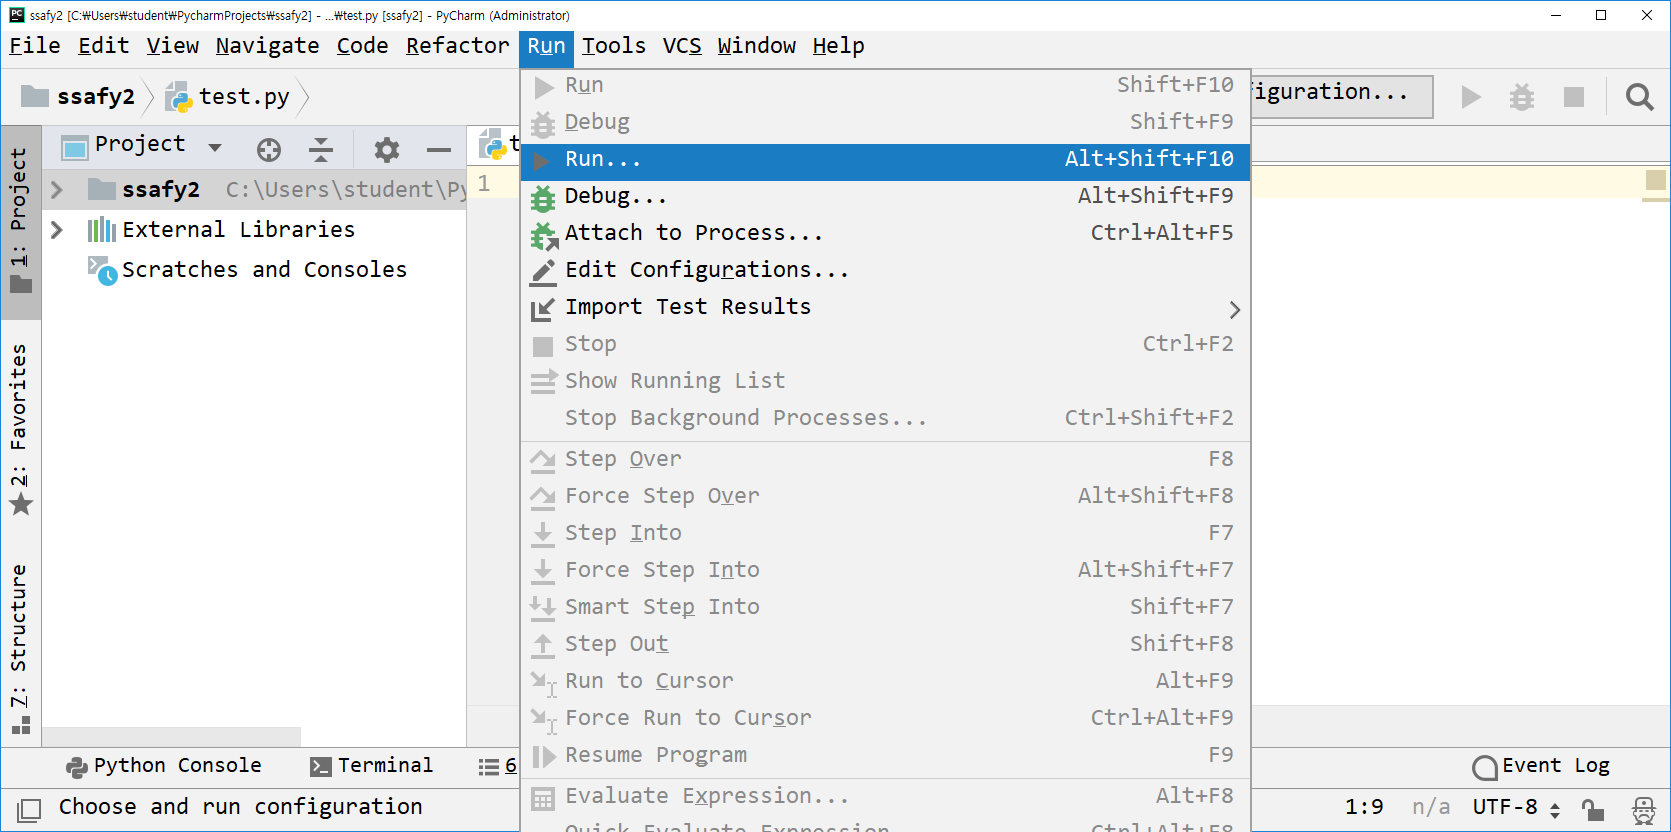 ssafy2 [C:₩Users₩student₩PycharmProjects₩ssafy2] - ...₩test.py [ssafy2] - PyCharm (Administrator)
File Edit View Navigate Code Refactor Run Tools VCS Window Help
ssafy2 test.py
iguration...
Project
1: Project
2: Favorites
7: Structure
ssafy2 C:\Users\student\Py
External Libraries
Scratches and Consoles
t
1
Run Shift+F10
Debug Shift+F9
Run... Alt+Shift+F10
Debug... Alt+Shift+F9
Attach to Process... Ctrl+Alt+F5
Edit Configurations...
Import Test Results
Stop Ctrl+F2
Show Running List
Stop Background Processes... Ctrl+Shift+F2
Step Over F8
Force Step Over Alt+Shift+F8
Step Into F7
Force Step Into Alt+Shift+F7
Smart Step Into Shift+F7
Step Out Shift+F8
Run to Cursor Alt+F9
Force Run to Cursor Ctrl+Alt+F9
Resume Program F9
Evaluate Expression... Alt+F8
Quick Evaluate Expression Ctrl+Alt+F8
Python Console Terminal 6 Event Log
Choose and run configuration 1:9 n/a UTF-8